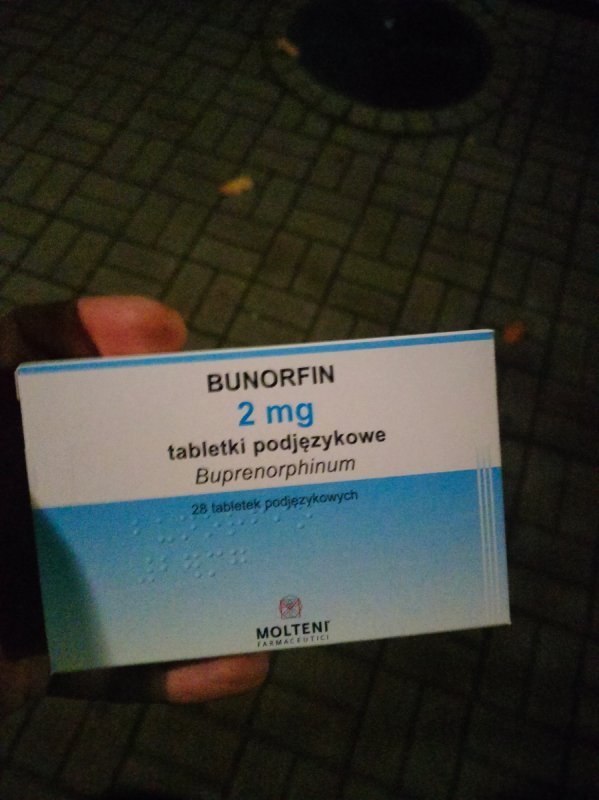 BUNORFIN
2 mg
tabletki podjęzykowe
Buprenorphinum
28 tabletek podjęzykowych
MOLTENI
FARMACEUTICI